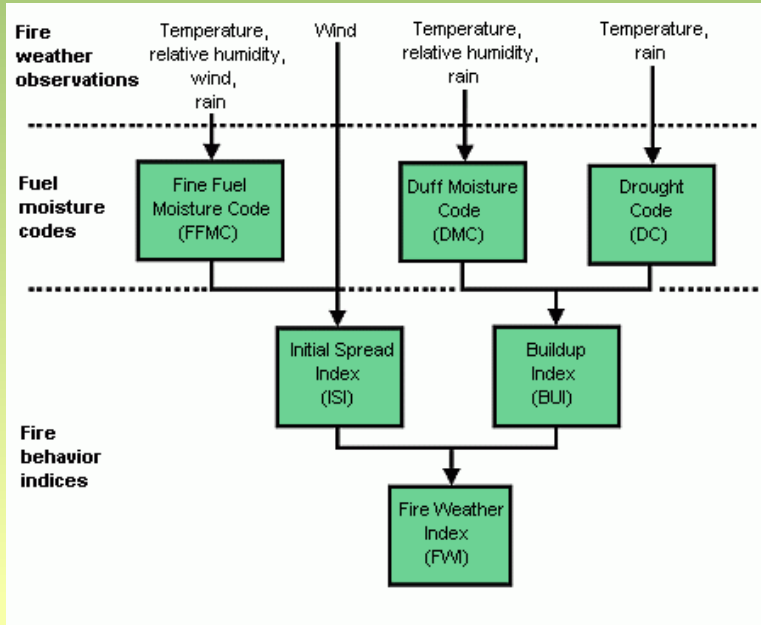 Fire
weather
observations
Temperature,
relative humidity,
wind,
rain
Wind
Temperature,
relative humidity,
rain
Temperature,
rain
Fuel
moisture
codes
Fine Fuel
Moisture Code
(FFMC)
Duff Moisture
Code
(DMC)
Drought
Code
(DC)
Fire
behavior
indices
Initial Spread
Index
(ISI)
Buildup
Index
(BUI)
Fire Weather
Index
(FWI)